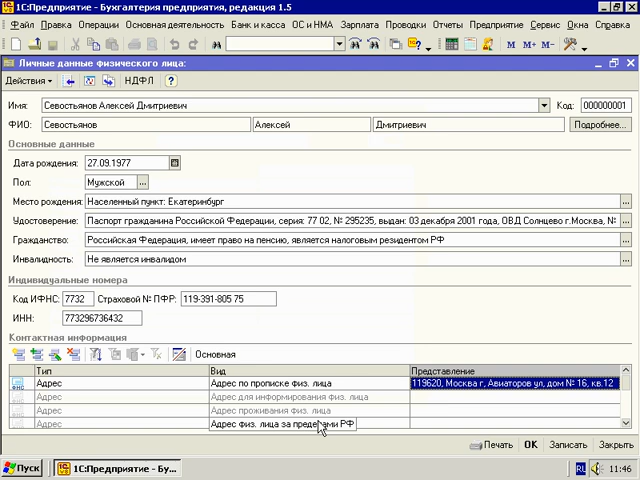 1С:Предприятие - Бухгалтерия предприятия, редакция 1.5
Файл Правка Операции Основная деятельность Банк и касса ОС и НМА Зарплата Проводки Отчеты Предприятие Сервис Окна Справка
M M+ M-
Личные данные физического лица:
Действия НДФЛ ?
Имя: Севостьянов Алексей Дмитриевич Код: 000000001
ФИО: Севостьянов Алексей Дмитриевич Подробнее...
Основные данные
Дата рождения: 27.09.1977
Пол: Мужской ...
Место рождения: Населенный пункт: Екатеринбург ...
Удостоверение: Паспорт гражданина Российской Федерации, серия: 77 02, № 295235, выдан: 03 декабря 2001 года, ОВД Солнцево г.Москва, № ...
Гражданство: Российская Федерация, имеет право на пенсию, является налоговым резидентом РФ ...
Инвалидность: Не является инвалидом ...
Индивидуальные номера
Код ИФНС: 7732 Страховой № ПФР: 119-391-805 75
ИНН: 773296736432
Контактная информация
Основная
Тип Вид Представление
Адрес Адрес по прописке физ. лица 119620, Москва г, Авиаторов ул, дом № 16, кв.12
Адрес Адрес для информирования физ. лица
Адрес Адрес проживания физ. лица
Адрес Адрес физ. лица за пределами РФ
Печать OK Записать Закрыть
Пуск 1С:Предприятие - Бу... RU 11:46